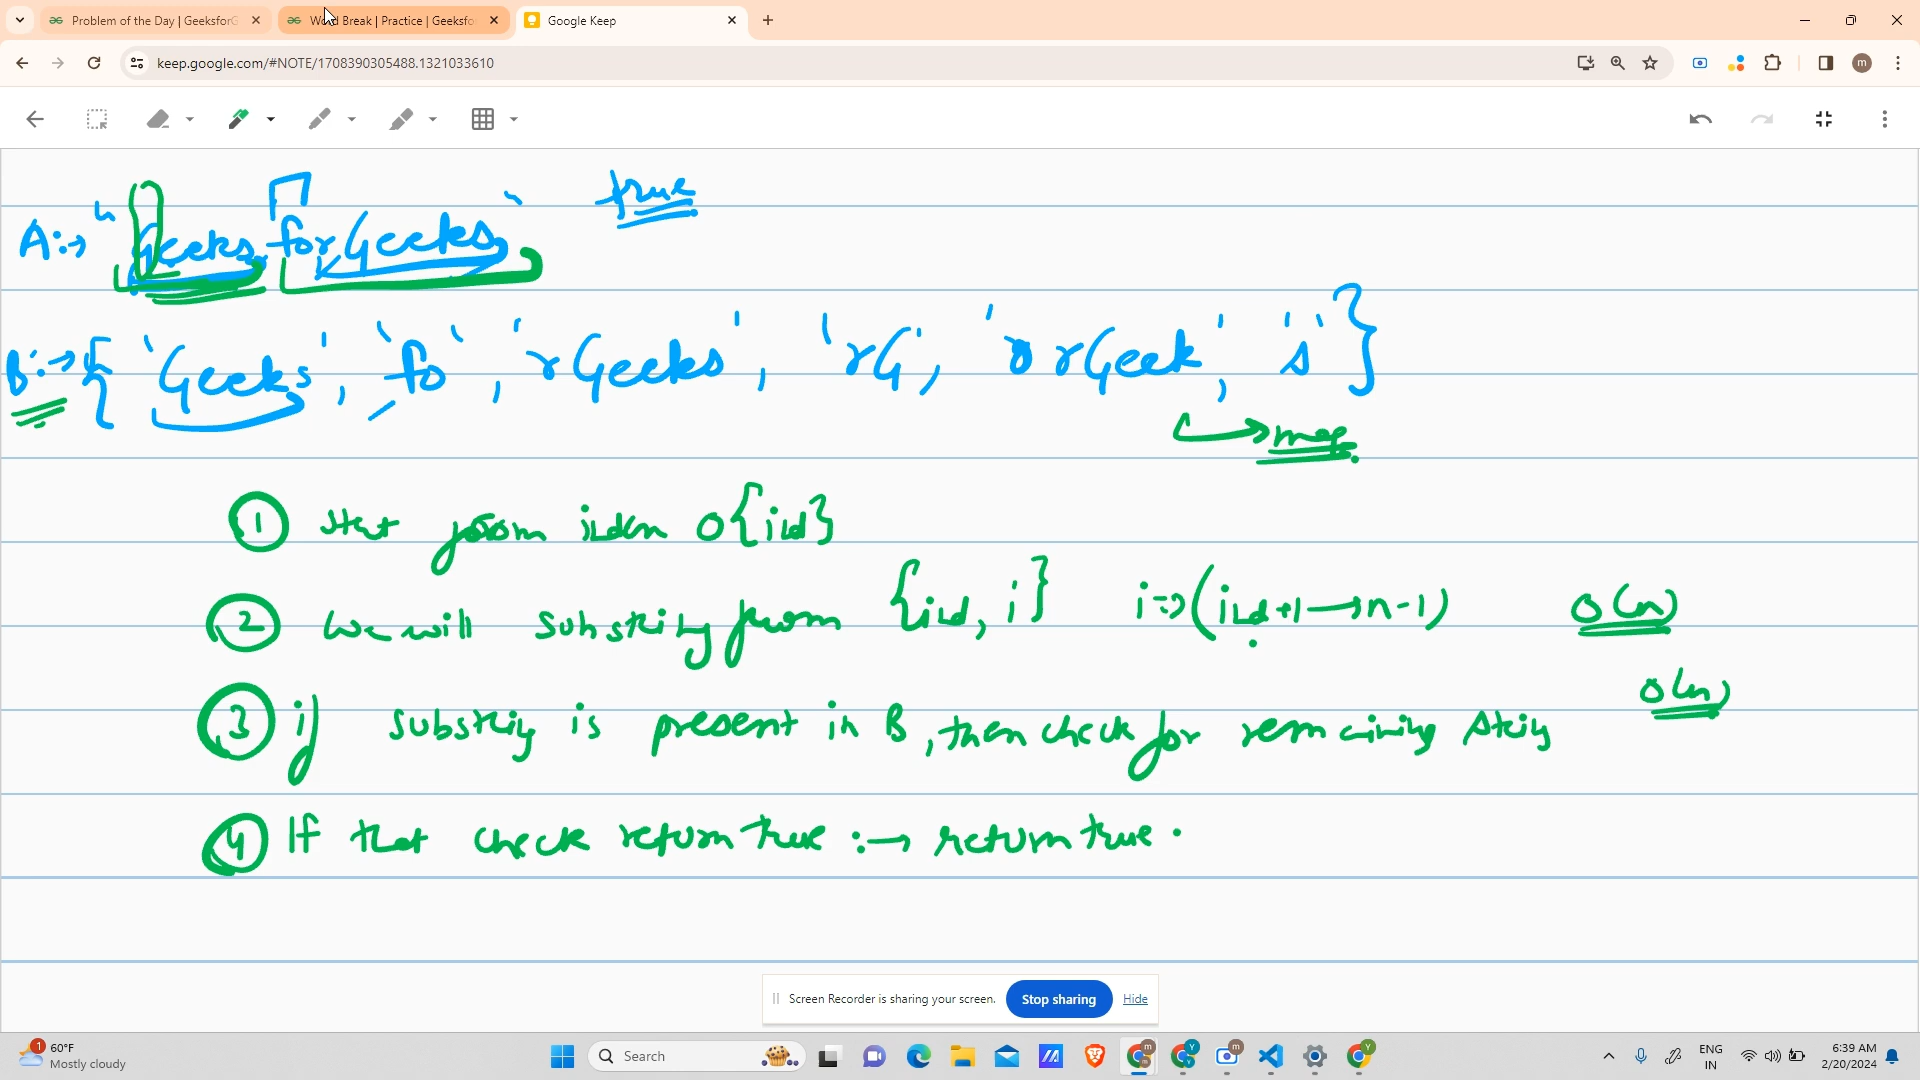 Problem of the Day | GeeksforG
Word Break | Practice | Geeksfo
Google Keep
keep.google.com/#NOTE/1708390305488.1321033610
m
A:→ "GeeksforGeeks" true
B:→ { 'Geeks', 'fo', 'rGeeks', 'rG', 'orGeek', 's' }
map.
① start from index 0 {ind}
② we will substring from {ind, i} i=>(ind+1→n-1) O(n)
O(n)
③ if substring is present in B, then check for remaining string
④ If that check return true :→ return true.
Screen Recorder is sharing your screen. Stop sharing Hide
1 60°F
Mostly cloudy
Search
ENG
IN
6:39 AM
2/20/2024